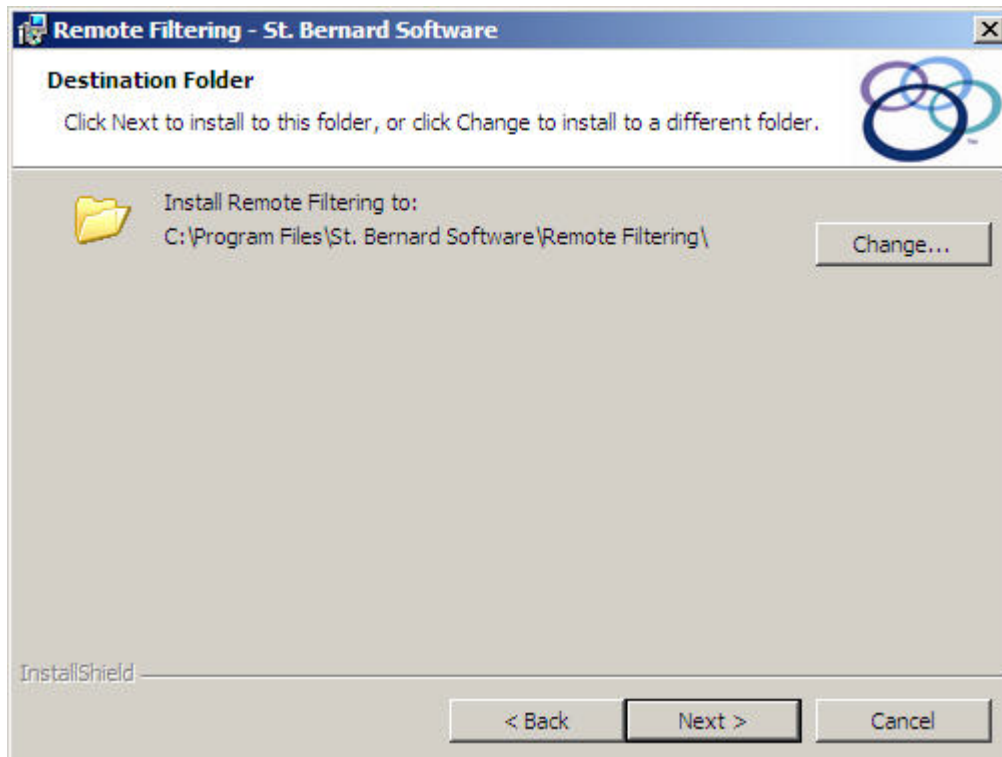 Remote Filtering - St. Bernard Software
Destination Folder
Click Next to install to this folder, or click Change to install to a different folder.
TM
Install Remote Filtering to:
C:\Program Files\St. Bernard Software\Remote Filtering\
Change...
InstallShield
< Back
Next >
Cancel